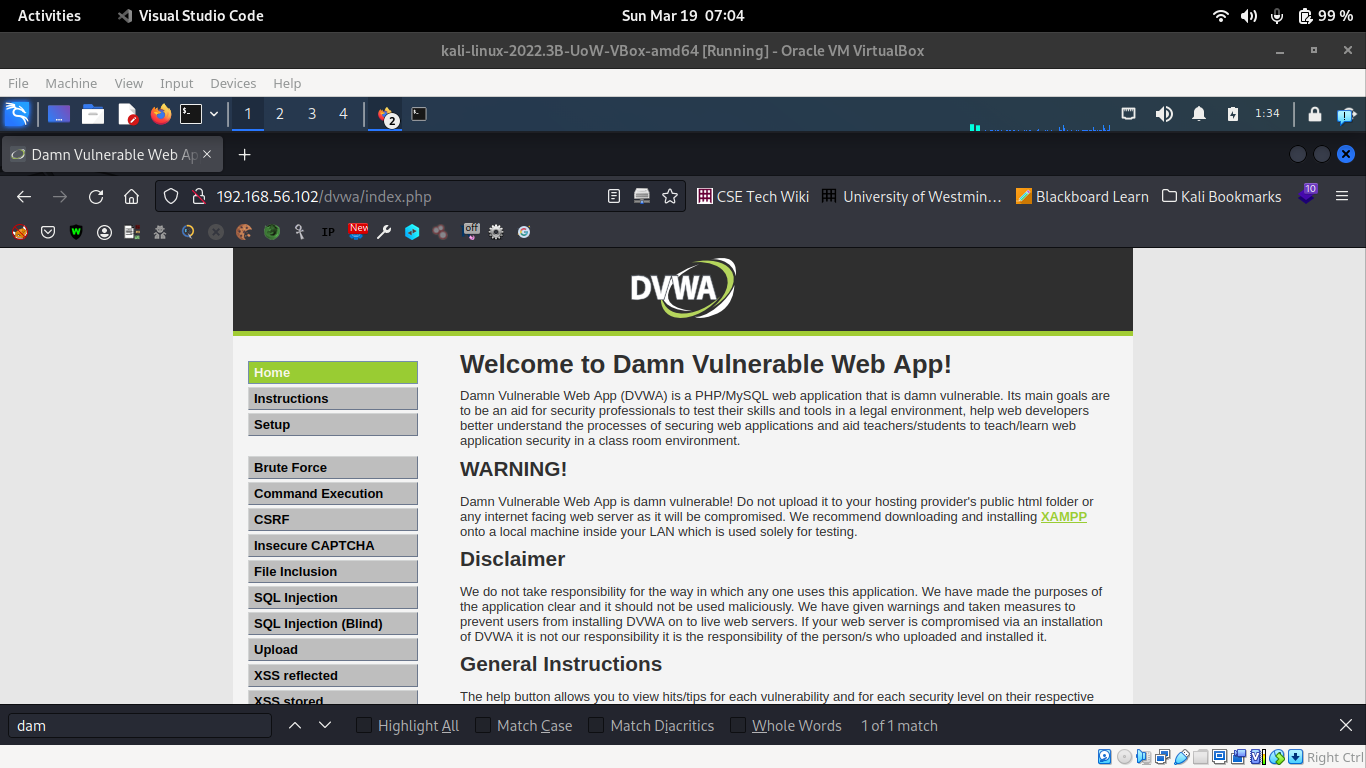 Activities Visual Studio Code Sun Mar 19 07:04 99 %
kali-linux-2022.3B-UoW-VBox-amd64 [Running] - Oracle VM VirtualBox
File Machine View Input Devices Help
1 2 3 4 2 1:34
Damn Vulnerable Web Ap
192.168.56.102/dvwa/index.php CSE Tech Wiki University of Westmin… Blackboard Learn Kali Bookmarks 10
IP New off
DVWA
Home
Instructions
Setup
Brute Force
Command Execution
CSRF
Insecure CAPTCHA
File Inclusion
SQL Injection
SQL Injection (Blind)
Upload
XSS reflected
XSS stored
Welcome to Damn Vulnerable Web App!
Damn Vulnerable Web App (DVWA) is a PHP/MySQL web application that is damn vulnerable. Its main goals are
to be an aid for security professionals to test their skills and tools in a legal environment, help web developers
better understand the processes of securing web applications and aid teachers/students to teach/learn web
application security in a class room environment.
WARNING!
Damn Vulnerable Web App is damn vulnerable! Do not upload it to your hosting provider's public html folder or
any internet facing web server as it will be compromised. We recommend downloading and installing XAMPP
onto a local machine inside your LAN which is used solely for testing.
Disclaimer
We do not take responsibility for the way in which any one uses this application. We have made the purposes of
the application clear and it should not be used maliciously. We have given warnings and taken measures to
prevent users from installing DVWA on to live web servers. If your web server is compromised via an installation
of DVWA it is not our responsibility it is the responsibility of the person/s who uploaded and installed it.
General Instructions
The help button allows you to view hits/tips for each vulnerability and for each security level on their respective
dam Highlight All Match Case Match Diacritics Whole Words 1 of 1 match
Right Ctrl